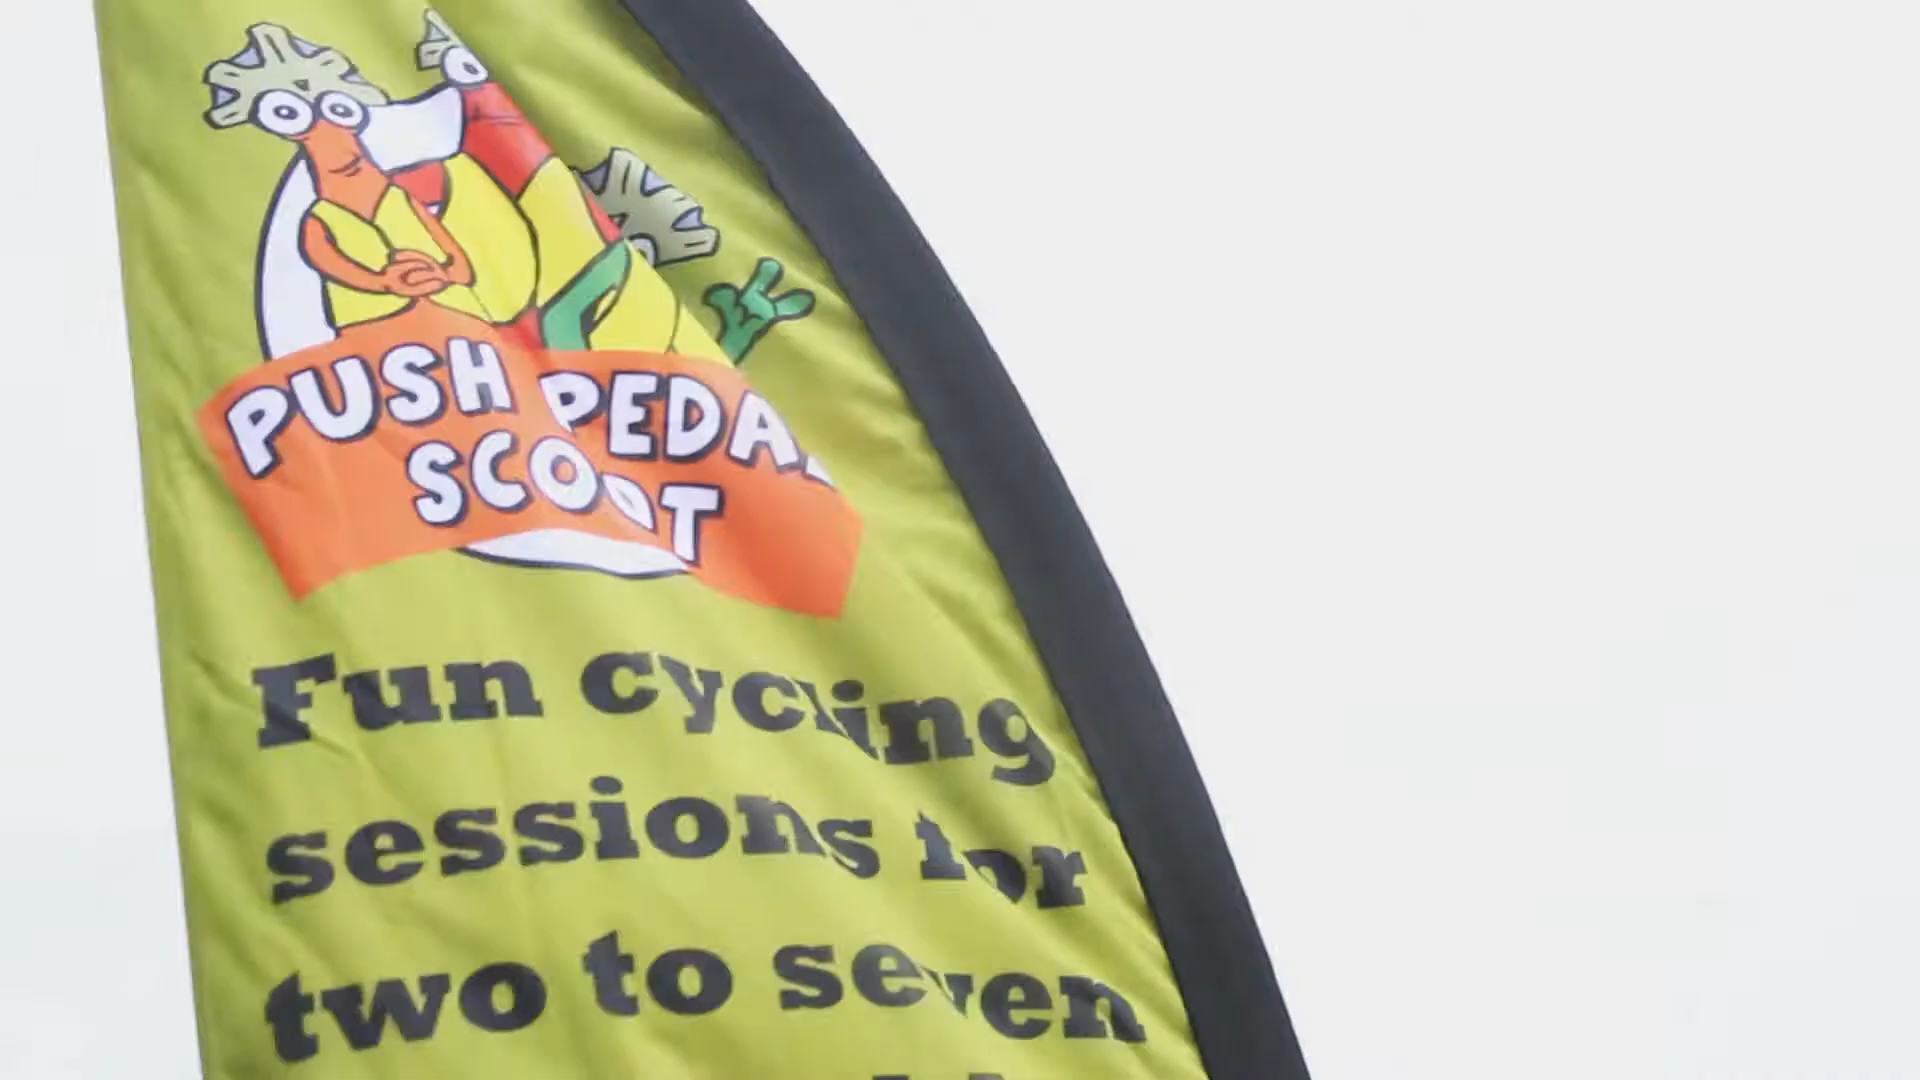 PUSH PEDAL
SCOOT
Fun cycling
sessions for
two to seven